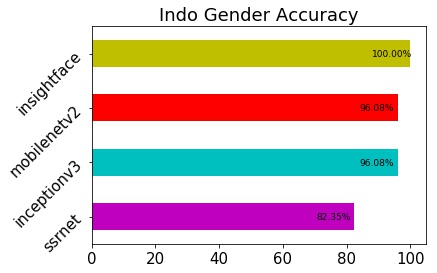 Indo Gender Accuracy
insightface
100.00%
mobilenetv2
96.08%
inceptionv3
96.08%
ssrnet
82.35%
0 20 40 60 80 100